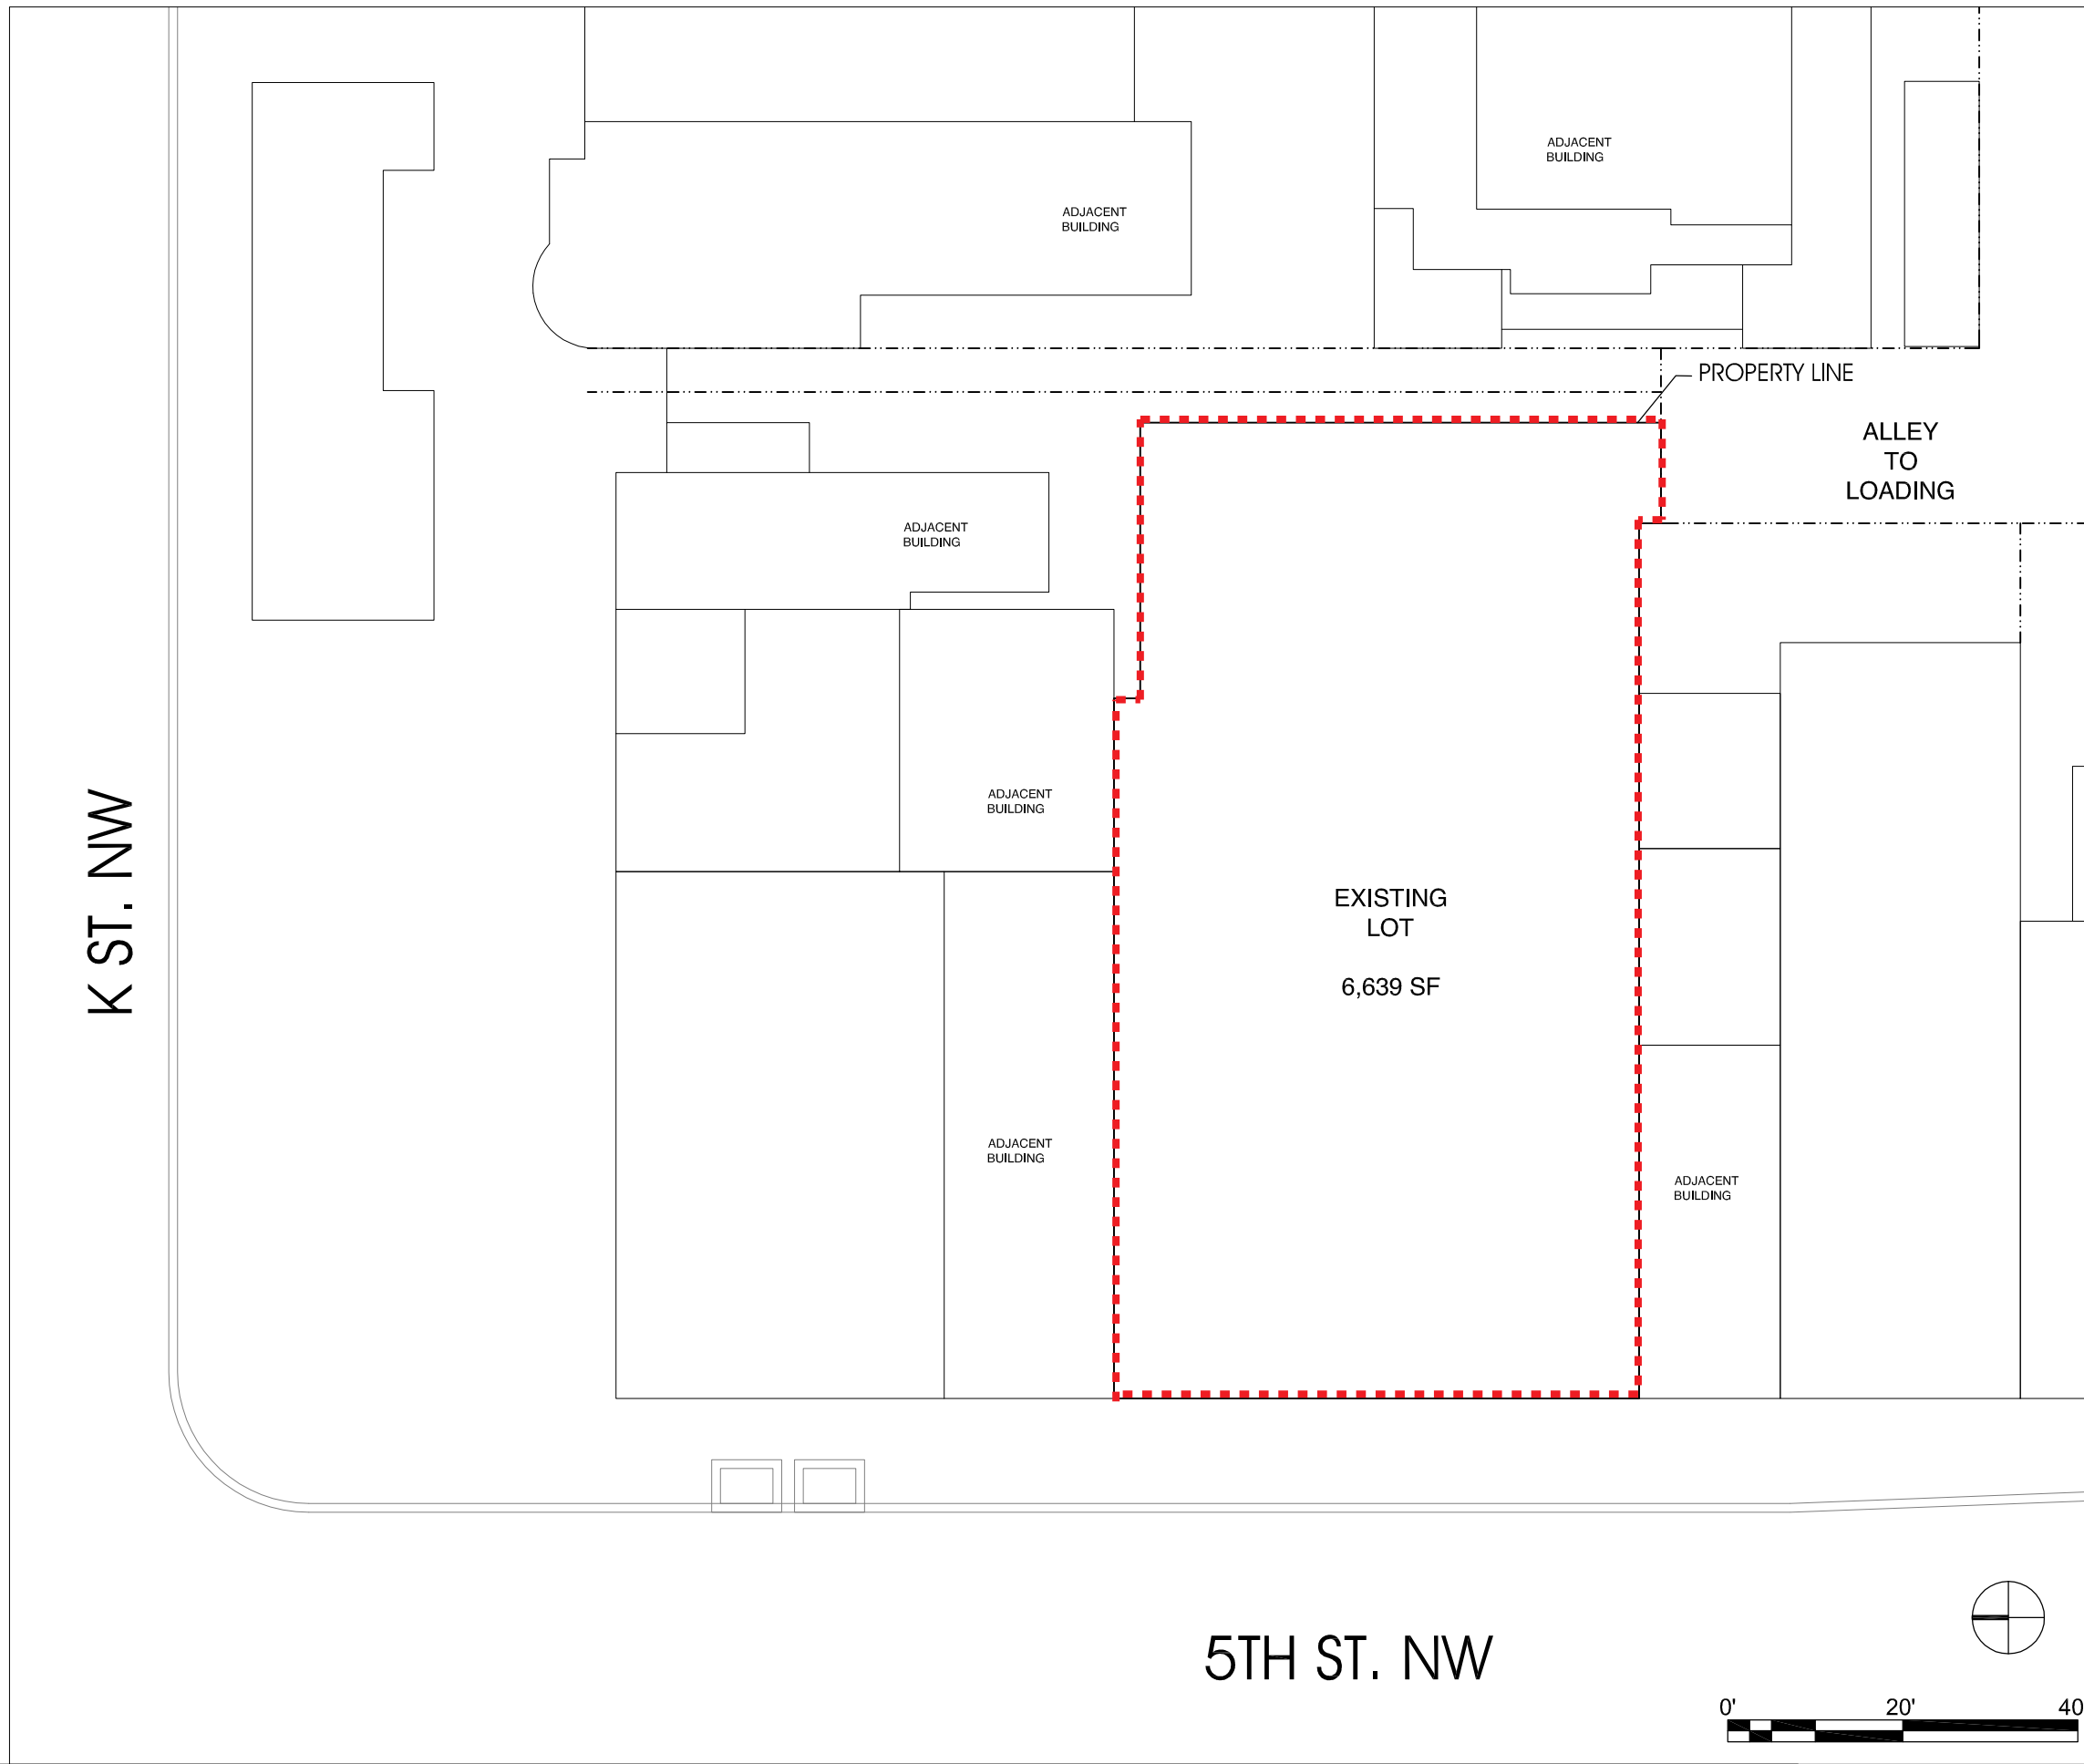 ADJACENT
BUILDING
ADJACENT
BUILDING
PROPERTY LINE
ALLEY
TO
LOADING
ADJACENT
BUILDING
ADJACENT
BUILDING
K ST. NW
EXISTING
LOT
6,639 SF
ADJACENT
BUILDING
ADJACENT
BUILDING
5TH ST. NW
0' 20' 40